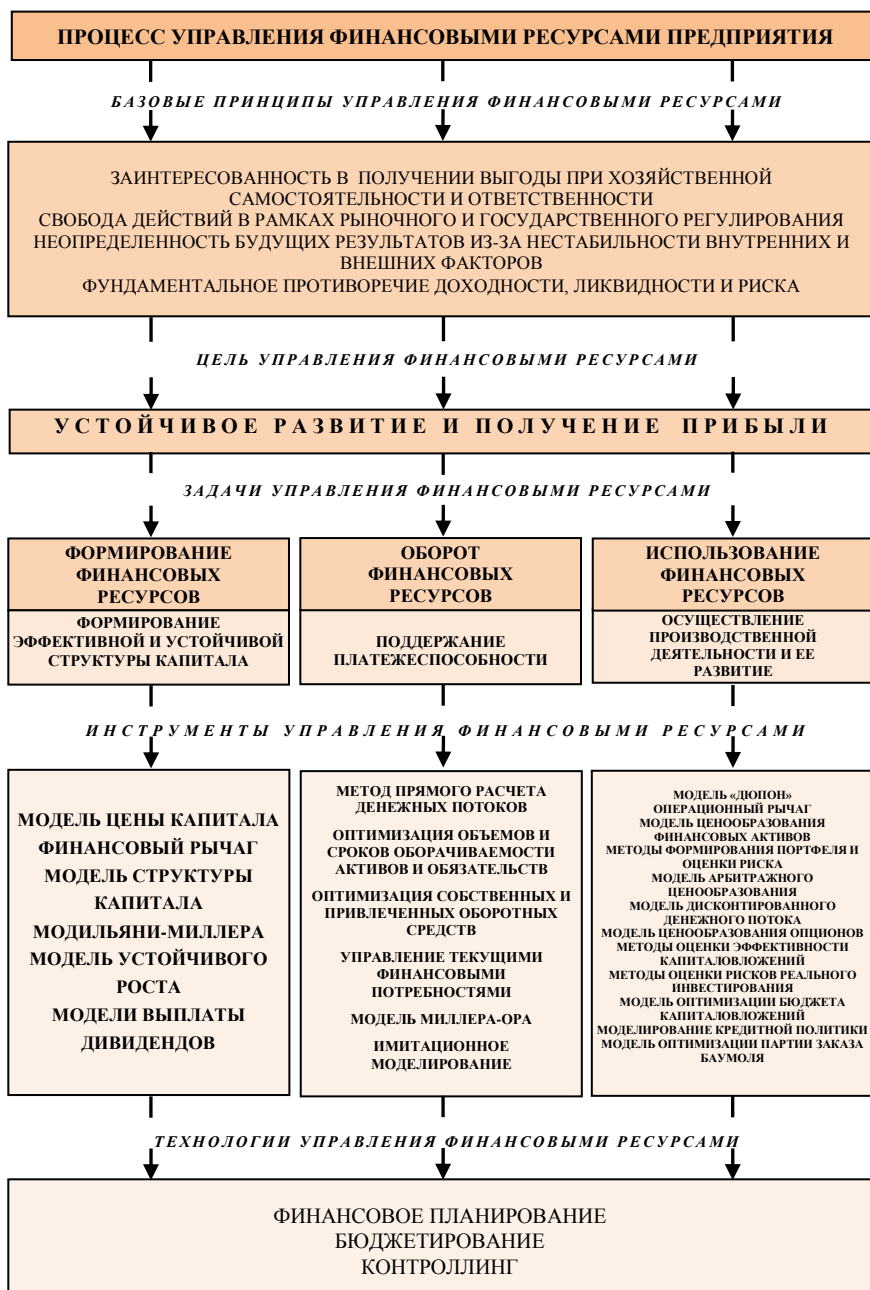 ПРОЦЕСС УПРАВЛЕНИЯ ФИНАНСОВЫМИ РЕСУРСАМИ ПРЕДПРИЯТИЯ
БАЗОВЫЕ ПРИНЦИПЫ УПРАВЛЕНИЯ ФИНАНСОВЫМИ РЕСУРСАМИ
ЗАИНТЕРЕСОВАННОСТЬ В ПОЛУЧЕНИИ ВЫГОДЫ ПРИ ХОЗЯЙСТВЕННОЙ
САМОСТОЯТЕЛЬНОСТИ И ОТВЕТСТВЕННОСТИ
СВОБОДА ДЕЙСТВИЙ В РАМКАХ РЫНОЧНОГО И ГОСУДАРСТВЕННОГО РЕГУЛИРОВАНИЯ
НЕОПРЕДЕЛЕННОСТЬ БУДУЩИХ РЕЗУЛЬТАТОВ ИЗ-ЗА НЕСТАБИЛЬНОСТИ ВНУТРЕННИХ И
ВНЕШНИХ ФАКТОРОВ
ФУНДАМЕНТАЛЬНОЕ ПРОТИВОРЕЧИЕ ДОХОДНОСТИ, ЛИКВИДНОСТИ И РИСКА
ЦЕЛЬ УПРАВЛЕНИЯ ФИНАНСОВЫМИ РЕСУРСАМИ
УСТОЙЧИВОЕ РАЗВИТИЕ И ПОЛУЧЕНИЕ ПРИБЫЛИ
ЗАДАЧИ УПРАВЛЕНИЯ ФИНАНСОВЫМИ РЕСУРСАМИ
ФОРМИРОВАНИЕ
ФИНАНСОВЫХ
РЕСУРСОВ
ФОРМИРОВАНИЕ
ЭФФЕКТИВНОЙ И УСТОЙЧИВОЙ
СТРУКТУРЫ КАПИТАЛА
ОБОРОТ
ФИНАНСОВЫХ
РЕСУРСОВ
ПОДДЕРЖАНИЕ
ПЛАТЕЖЕСПОСОБНОСТИ
ИСПОЛЬЗОВАНИЕ
ФИНАНСОВЫХ
РЕСУРСОВ
ОСУЩЕСТВЛЕНИЕ
ПРОИЗВОДСТВЕННОЙ
ДЕЯТЕЛЬНОСТИ И ЕЕ
РАЗВИТИЕ
ИНСТРУМЕНТЫ УПРАВЛЕНИЯ ФИНАНСОВЫМИ РЕСУРСАМИ
МОДЕЛЬ ЦЕНЫ КАПИТАЛА
ФИНАНСОВЫЙ РЫЧАГ
МОДЕЛЬ СТРУКТУРЫ
КАПИТАЛА
МОДИЛЬЯНИ-МИЛЛЕРА
МОДЕЛЬ УСТОЙЧИВОГО
РОСТА
МОДЕЛИ ВЫПЛАТЫ
ДИВИДЕНДОВ
МЕТОД ПРЯМОГО РАСЧЕТА
ДЕНЕЖНЫХ ПОТОКОВ
ОПТИМИЗАЦИЯ ОБЪЕМОВ И
СРОКОВ ОБОРАЧИВАЕМОСТИ
АКТИВОВ И ОБЯЗАТЕЛЬСТВ
ОПТИМИЗАЦИЯ СОБСТВЕННЫХ И
ПРИВЛЕЧЕННЫХ ОБОРОТНЫХ
СРЕДСТВ
УПРАВЛЕНИЕ ТЕКУЩИМИ
ФИНАНСОВЫМИ
ПОТРЕБНОСТЯМИ
МОДЕЛЬ МИЛЛЕРА-ОРА
ИМИТАЦИОННОЕ
МОДЕЛИРОВАНИЕ
МОДЕЛЬ «ДЮПОН»
ОПЕРАЦИОННЫЙ РЫЧАГ
МОДЕЛЬ ЦЕНООБРАЗОВАНИЯ
ФИНАНСОВЫХ АКТИВОВ
МЕТОДЫ ФОРМИРОВАНИЯ ПОРТФЕЛЯ И
ОЦЕНКИ РИСКА
МОДЕЛЬ АРБИТРАЖНОГО
ЦЕНООБРАЗОВАНИЯ
МОДЕЛЬ ДИСКОНТИРОВАННОГО
ДЕНЕЖНОГО ПОТОКА
МОДЕЛЬ ЦЕНООБРАЗОВАНИЯ ОПЦИОНОВ
МЕТОДЫ ОЦЕНКИ ЭФФЕКТИВНОСТИ
КАПИТАЛОВЛОЖЕНИЙ
МЕТОДЫ ОЦЕНКИ РИСКОВ РЕАЛЬНОГО
ИНВЕСТИРОВАНИЯ
МОДЕЛЬ ОПТИМИЗАЦИИ БЮДЖЕТА
КАПИТАЛОВЛОЖЕНИЙ
МОДЕЛИРОВАНИЕ КРЕДИТНОЙ ПОЛИТИКИ
МОДЕЛЬ ОПТИМИЗАЦИИ ПАРТИИ ЗАКАЗА
БАУМОЛЯ
ТЕХНОЛОГИИ УПРАВЛЕНИЯ ФИНАНСОВЫМИ РЕСУРСАМИ
ФИНАНСОВОЕ ПЛАНИРОВАНИЕ
БЮДЖЕТИРОВАНИЕ
КОНТРОЛЛИНГ